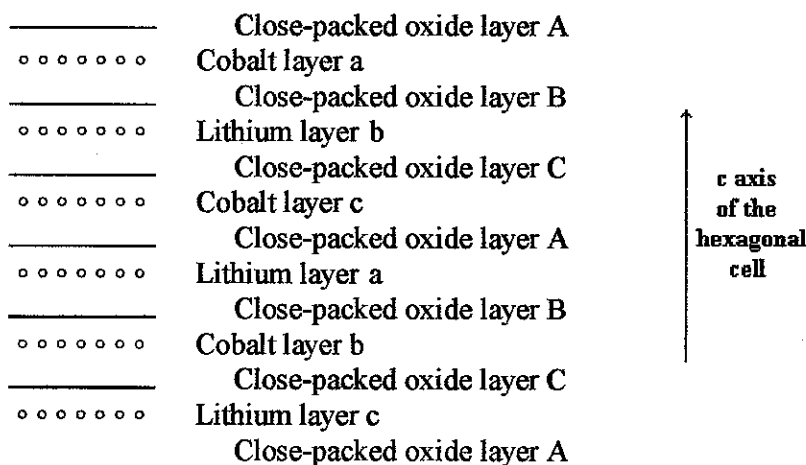 Close-packed oxide layer A
Cobalt layer a
Close-packed oxide layer B
Lithium layer b
Close-packed oxide layer C
Cobalt layer c
Close-packed oxide layer A
Lithium layer a
Close-packed oxide layer B
Cobalt layer b
Close-packed oxide layer C
Lithium layer c
Close-packed oxide layer A
c axis
of the
hexagonal
cell